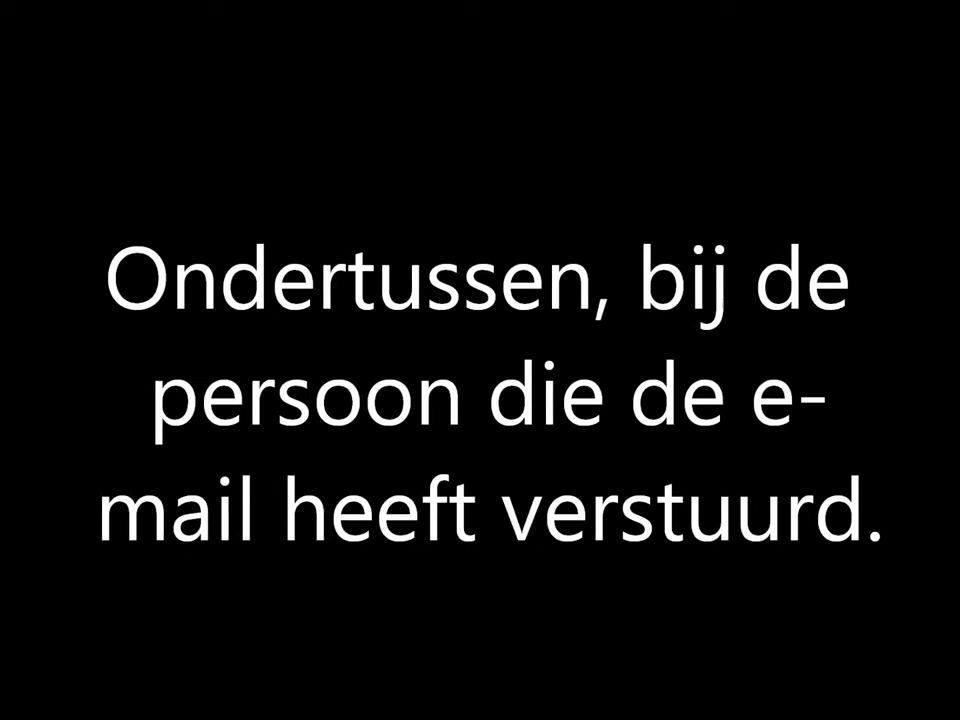 Ondertussen, bij de
persoon die de e-
mail heeft verstuurd.